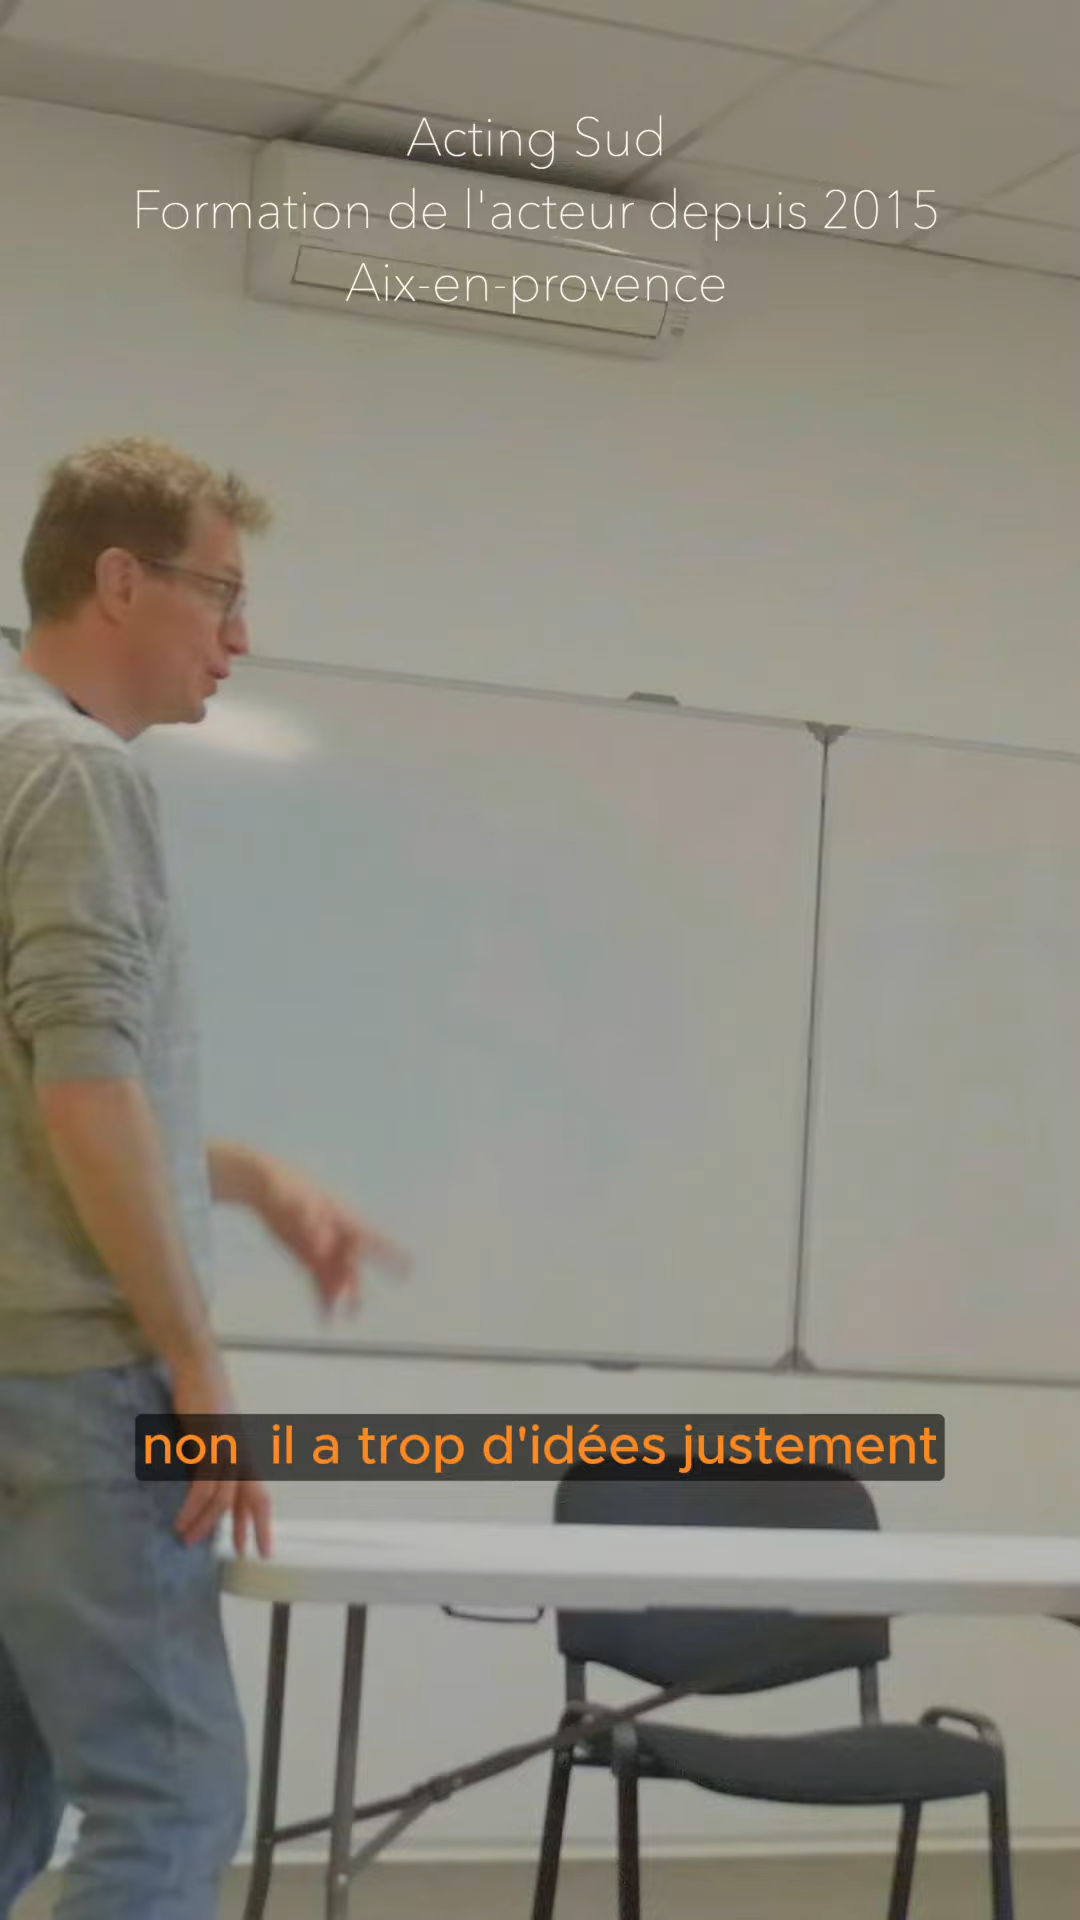 Acting Sud
Formation de l'acteur depuis 2015
Aix-en-provence
non  il a trop d'idées justement